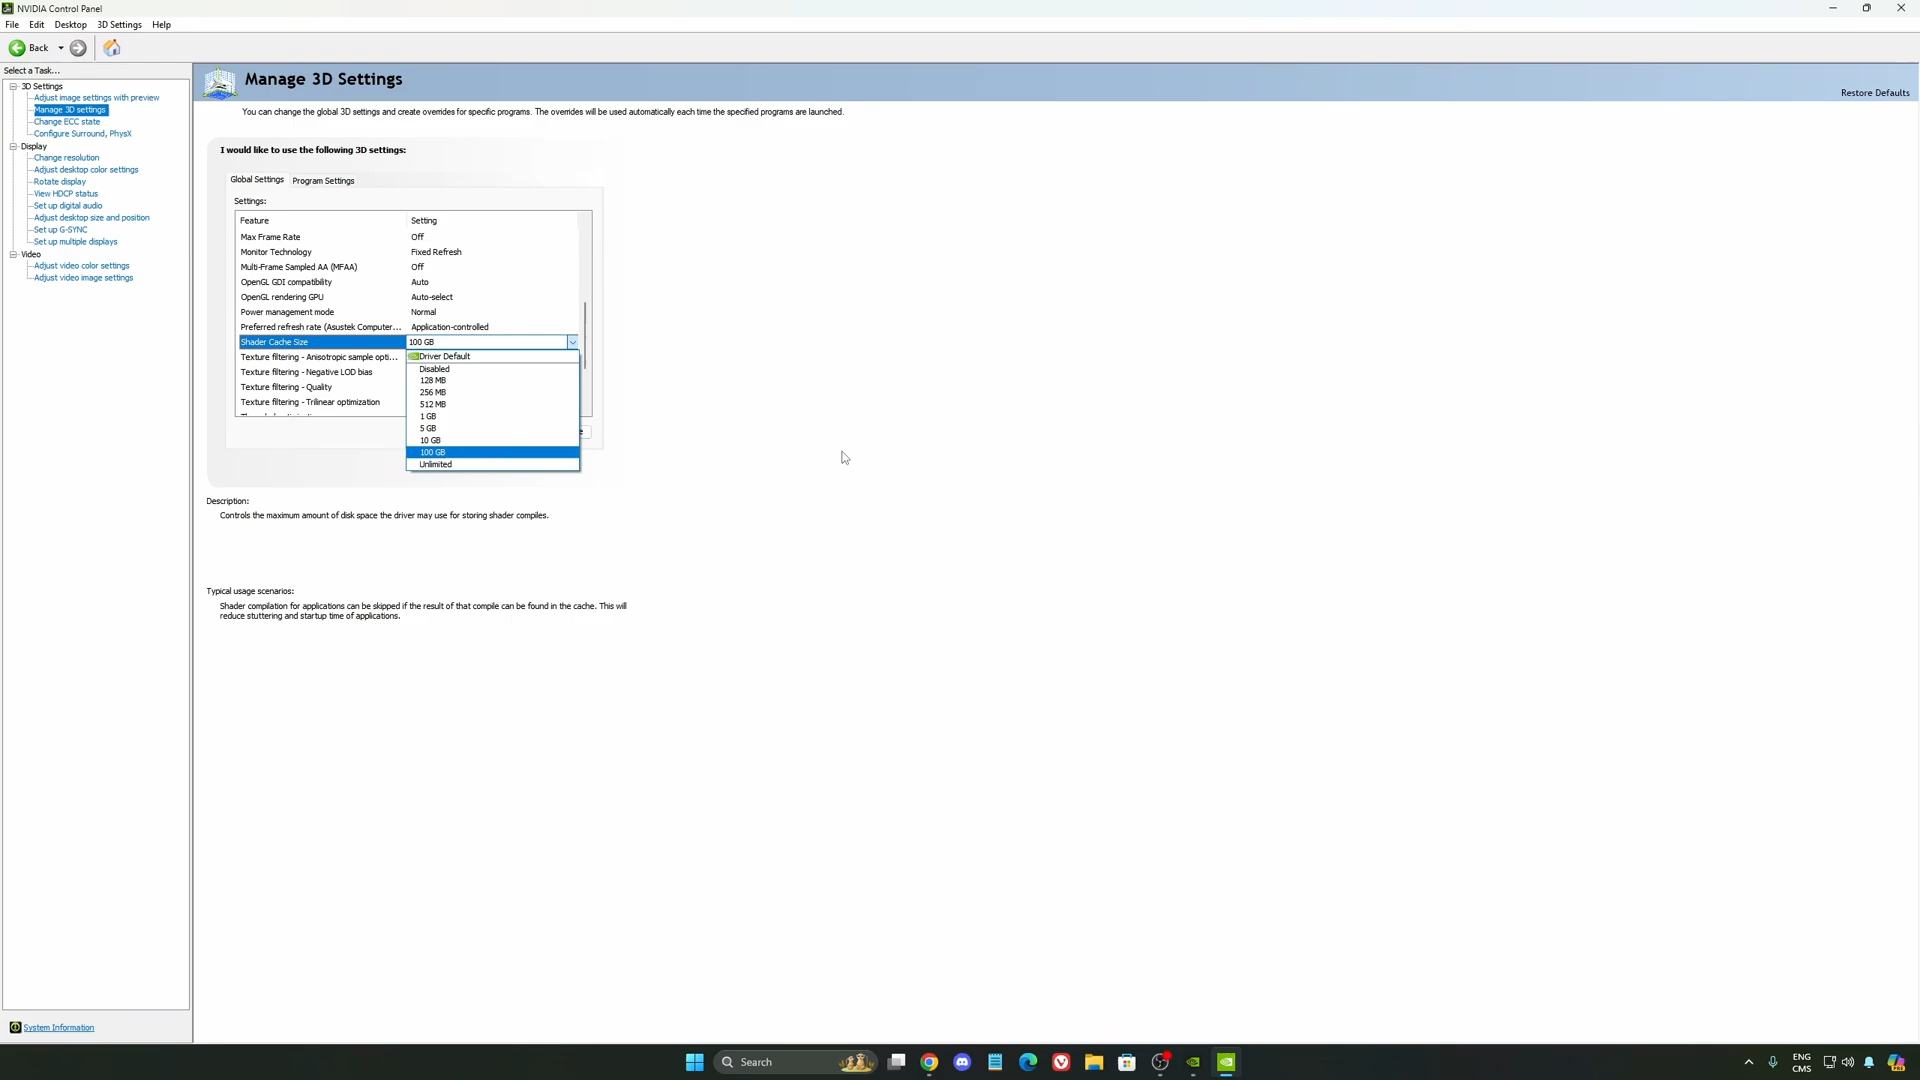 NVIDIA Control Panel
File Edit Desktop 3D Settings Help
Back
Select a Task...
3D Settings
Adjust image settings with preview
Manage 3D settings
Change ECC state
Configure Surround, PhysX
Display
Change resolution
Adjust desktop color settings
Rotate display
View HDCP status
Set up digital audio
Adjust desktop size and position
Set up G-SYNC
Set up multiple displays
Video
Adjust video color settings
Adjust video image settings
System Information
Manage 3D Settings
Restore Defaults
You can change the global 3D settings and create overrides for specific programs. The overrides will be used automatically each time the specified programs are launched.
I would like to use the following 3D settings:
Global Settings Program Settings
Settings:
Feature Setting
Max Frame Rate Off
Monitor Technology Fixed Refresh
Multi-Frame Sampled AA (MFAA) Off
OpenGL GDI compatibility Auto
OpenGL rendering GPU Auto-select
Power management mode Normal
Preferred refresh rate (Asustek Computer... Application-controlled
Shader Cache Size 100 GB
Texture filtering - Anisotropic sample opti...
Texture filtering - Negative LOD bias
Texture filtering - Quality
Texture filtering - Trilinear optimization
Driver Default
Disabled
128 MB
256 MB
512 MB
1 GB
5 GB
10 GB
100 GB
Unlimited
Description:
Controls the maximum amount of disk space the driver may use for storing shader compiles.
Typical usage scenarios:
Shader compilation for applications can be skipped if the result of that compile can be found in the cache. This will
reduce stuttering and startup time of applications.
Search
ENG
CMS